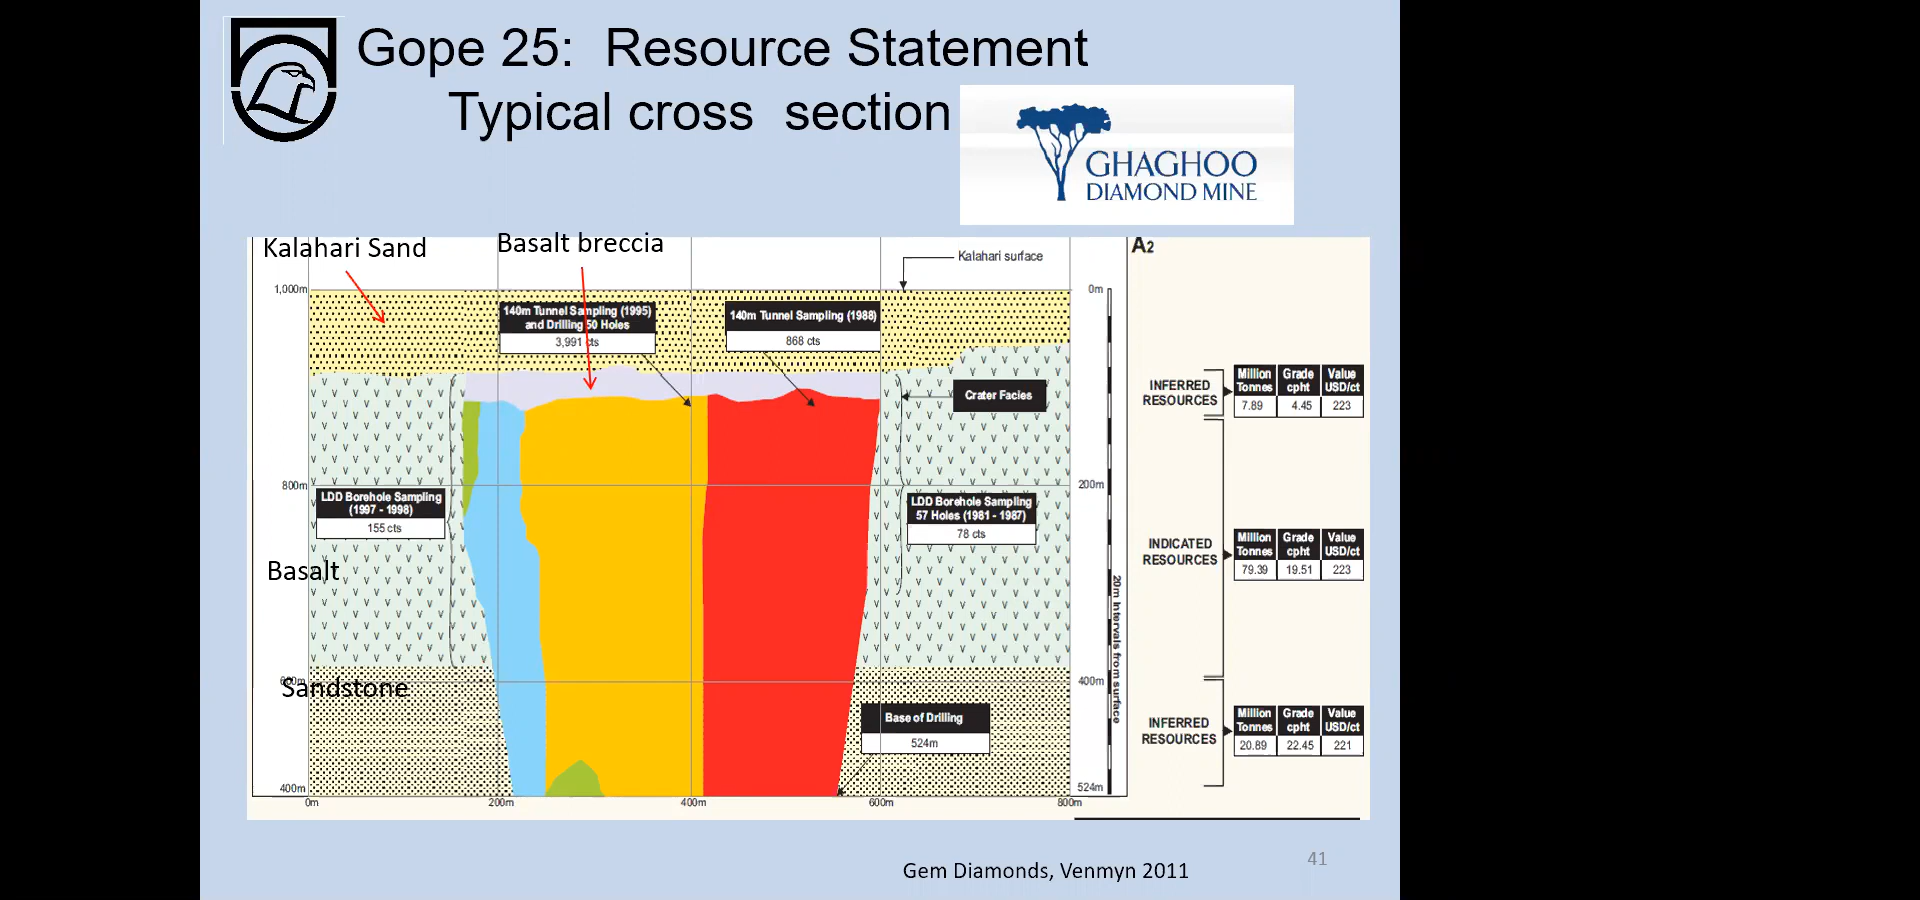 Gope 25: Resource Statement
Typical cross section
GHAGHOO
DIAMOND MINE
Kalahari Sand
Basalt breccia
Kalahari surface
A2
1,000m
0m
140m Tunnel Sampling (1995)
and Drilling 50 Holes
3,991 cts
140m Tunnel Sampling (1988)
868 cts
Crater Facies
INFERRED
RESOURCES
Million Tonnes
Grade cpht
Value USD/ct
7.89
4.45
223
800m
200m
LDD Borehole Sampling
(1997 - 1998)
155 cts
LDD Borehole Sampling
57 Holes (1981 - 1987)
78 cts
INDICATED
RESOURCES
Million Tonnes
Grade cpht
Value USD/ct
79.39
19.51
223
Basalt
20m Intervals from surface
600m
Sandstone
400m
Base of Drilling
524m
INFERRED
RESOURCES
Million Tonnes
Grade cpht
Value USD/ct
20.89
22.45
221
400m
524m
0m
200m
400m
600m
800m
Gem Diamonds, Venmyn 2011
41